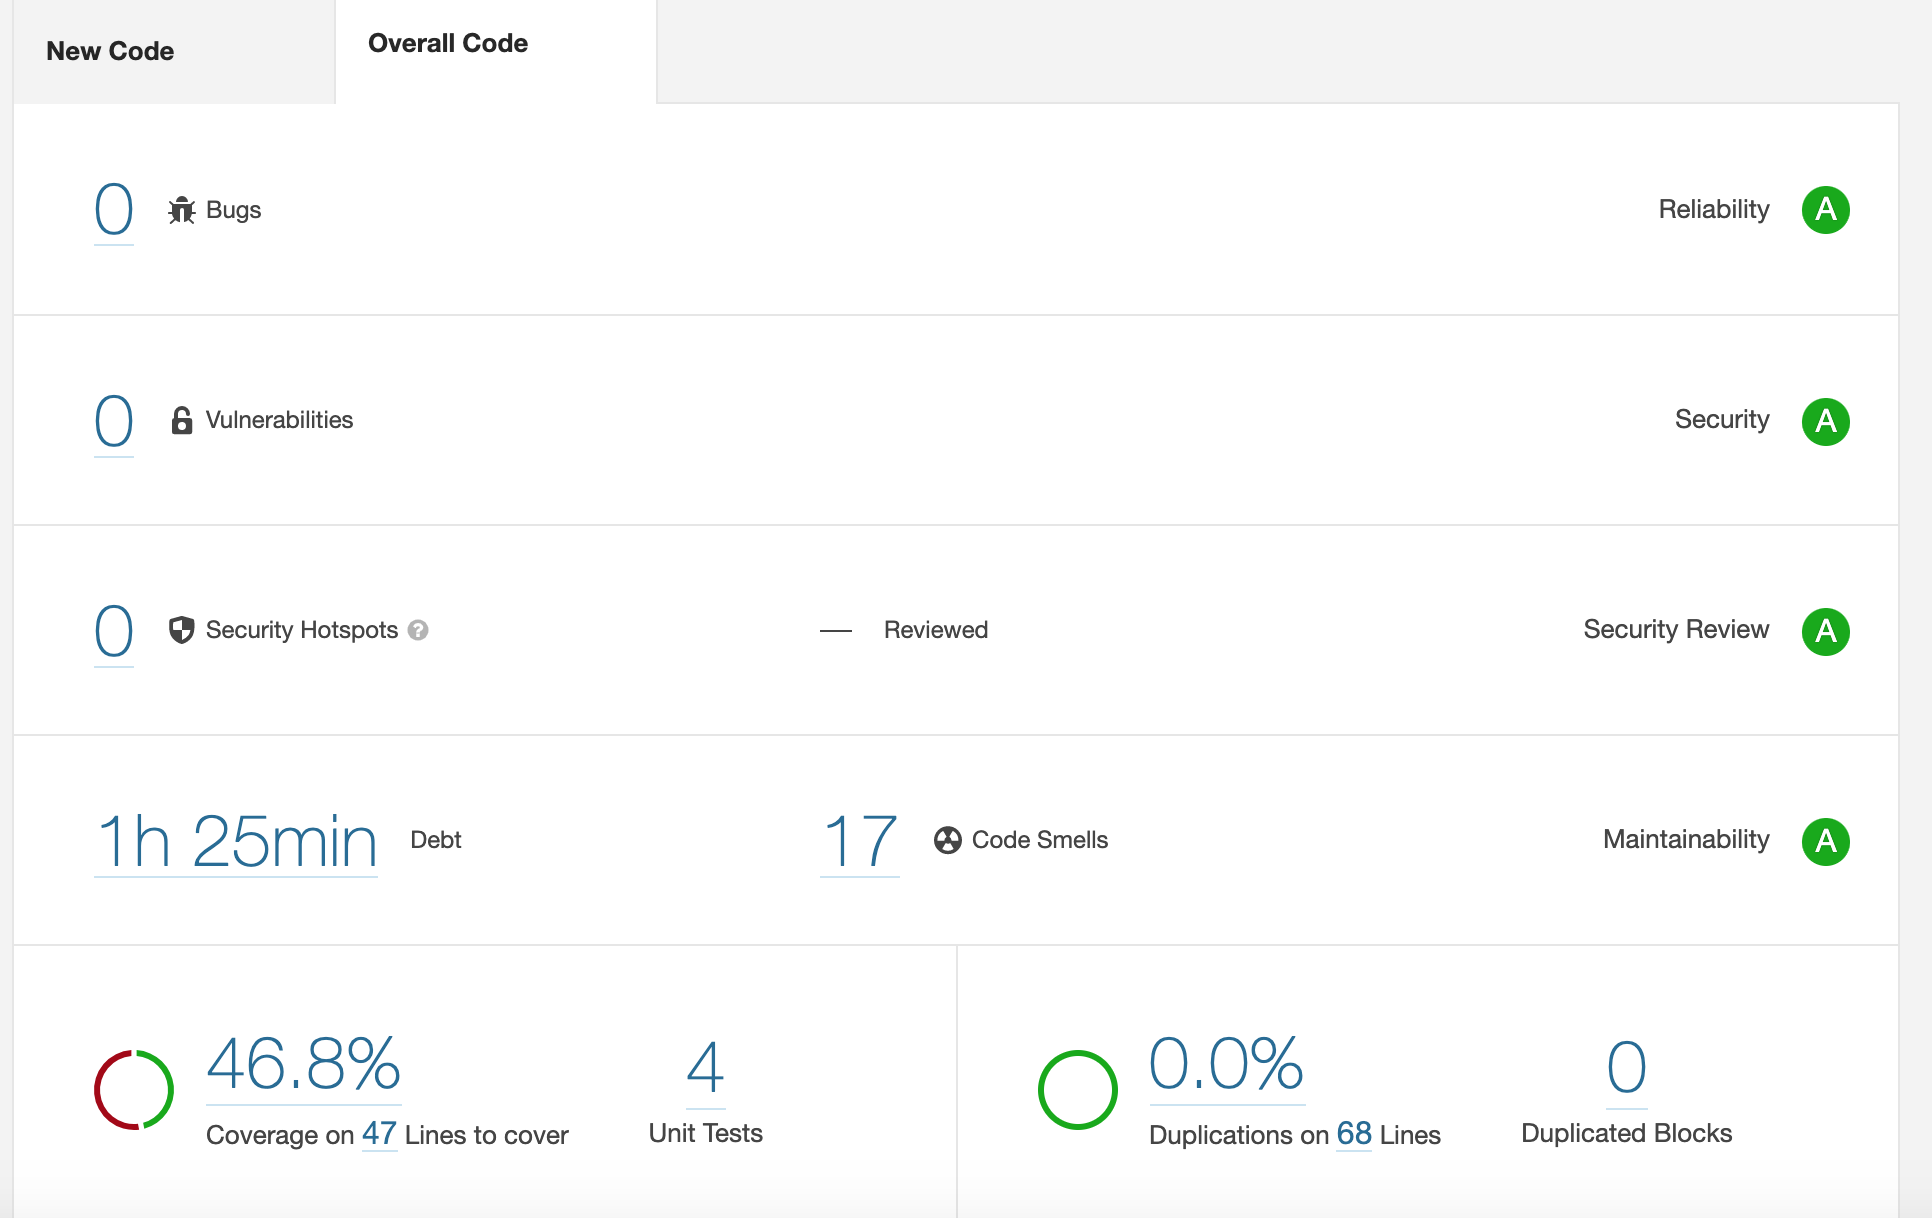 New Code
Overall Code
0 Bugs
Reliability A
0 Vulnerabilities
Security A
0 Security Hotspots ?
— Reviewed
Security Review A
1h 25min Debt
17 Code Smells
Maintainability A
46.8%
Coverage on 47 Lines to cover
4
Unit Tests
0.0%
Duplications on 68 Lines
0
Duplicated Blocks